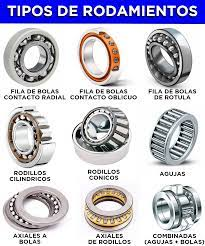 TIPOS DE RODAMIENTOS
FILA DE BOLAS
CONTACTO RADIAL
FILA DE BOLAS
CONTACTO OBLICUO
FILA DE BOLAS
DE ROTULA
RODILLOS
CILINDRICOS
RODILLOS
CONICOS
AGUJAS
AXIALES A
BOLAS
AXIALES
DE RODILLOS
COMBINADAS
(AGUJAS + BOLAS)